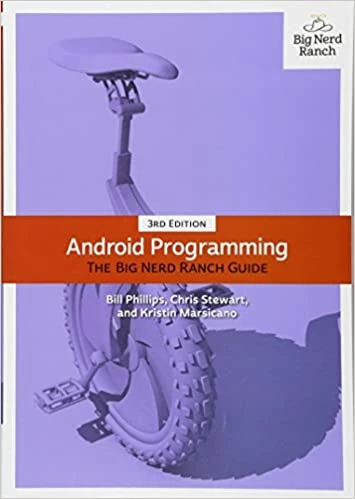 Big Nerd
Ranch
3RD EDITION
Android Programming
THE BIG NERD RANCH GUIDE
Bill Phillips, Chris Stewart,
and Kristin Marsicano